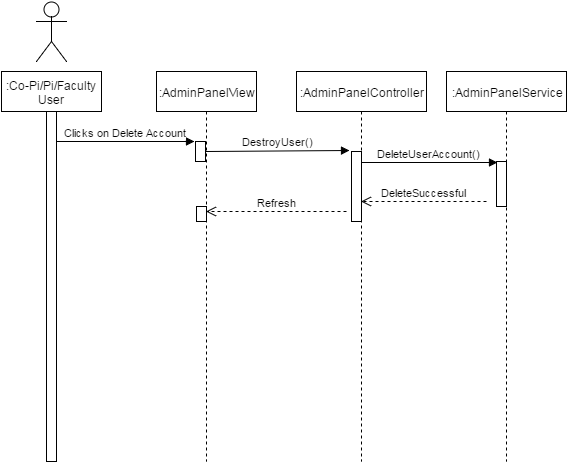 :Co-Pi/Pi/Faculty
User
:AdminPanelView
:AdminPanelController
:AdminPanelService
Clicks on Delete Account
DestroyUser()
DeleteUserAccount()
DeleteSuccessful
Refresh